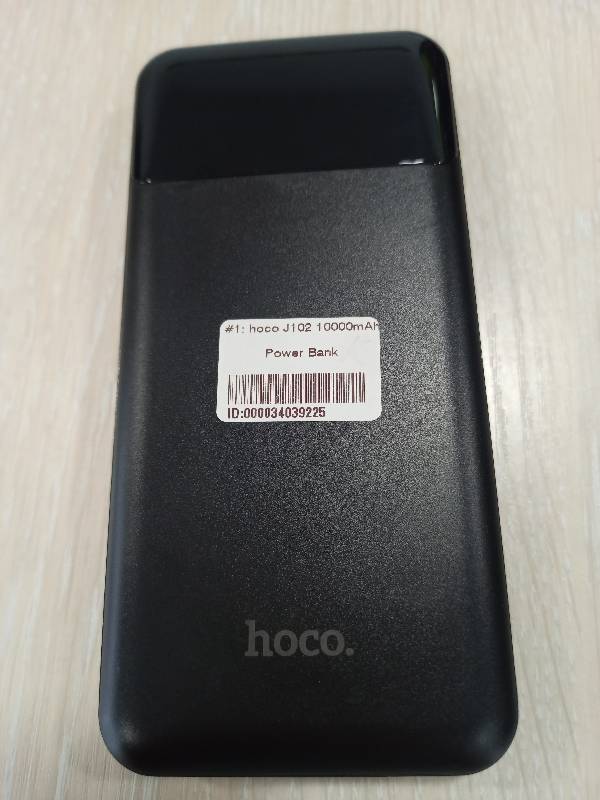 #1: hoco J102 10000mAh
Power Bank
ID:000034039225
hoco.